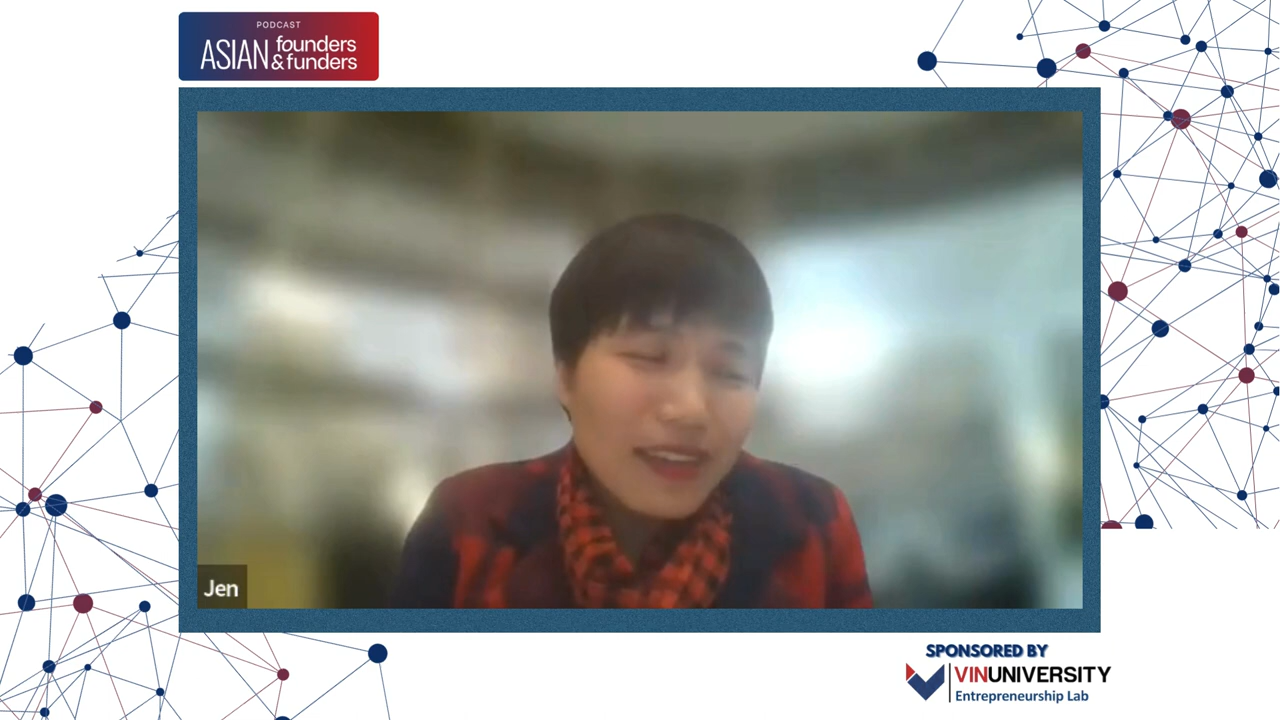 PODCAST
ASIAN founders
& funders
Jen
SPONSORED BY
VINUNIVERSITY
Entrepreneurship Lab